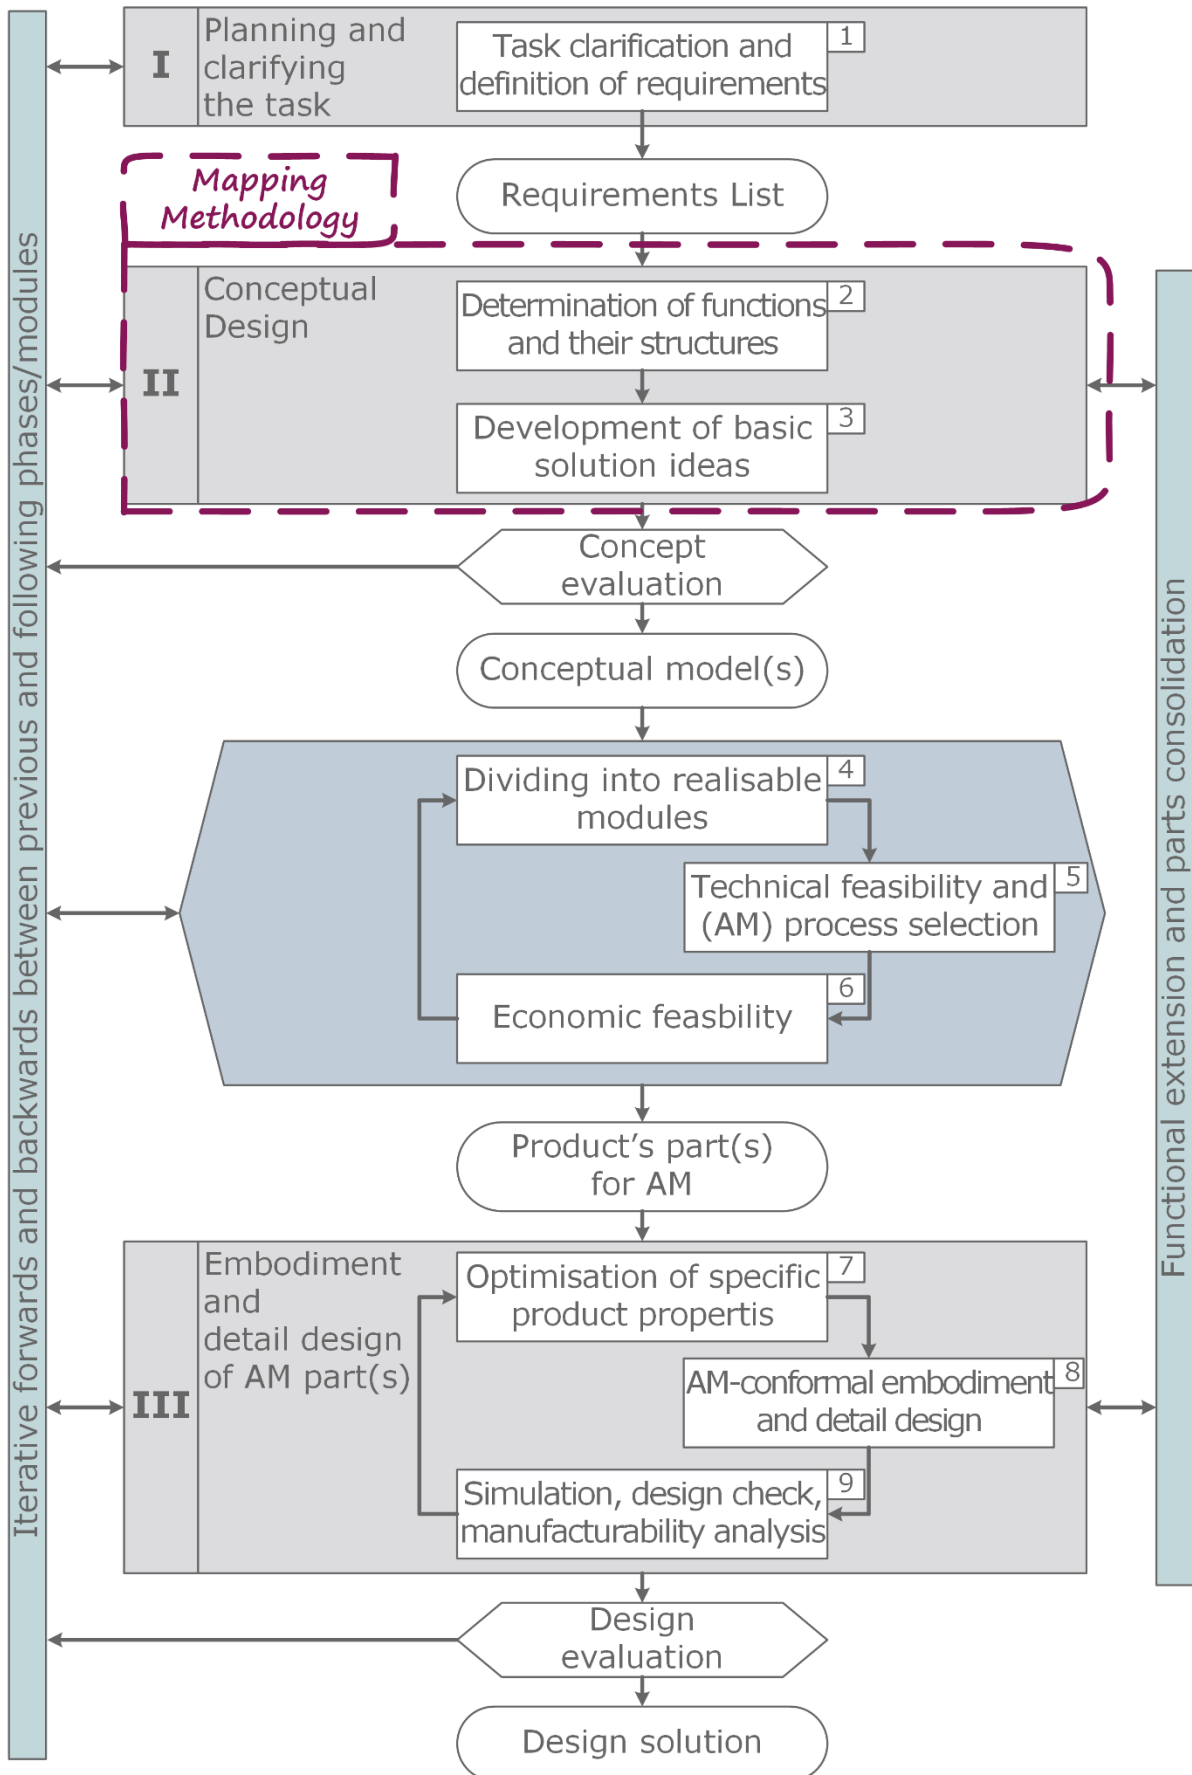 I
Planning and
clarifying
the task
1
Task clarification and
definition of requirements
Mapping
Methodology
Requirements List
II
Conceptual
Design
2
Determination of functions
and their structures
3
Development of basic
solution ideas
Concept
evaluation
Conceptual model(s)
4
Dividing into realisable
modules
5
Technical feasibility and
(AM) process selection
6
Economic feasbility
Product's part(s)
for AM
III
Embodiment
and
detail design
of AM part(s)
7
Optimisation of specific
product propertis
8
AM-conformal embodiment
and detail design
9
Simulation, design check,
manufacturability analysis
Design
evaluation
Design solution
Iterative forwards and backwards between previous and following phases/modules
Functional extension and parts consolidation